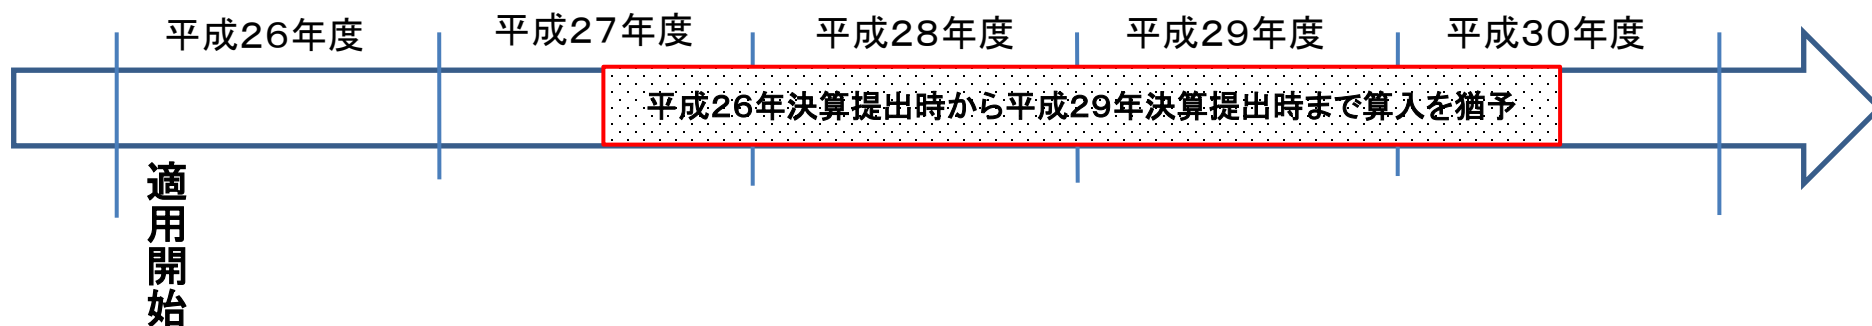 平成26年度
平成27年度
平成28年度
平成29年度
平成30年度
平成26年決算提出時から平成29年決算提出時まで算入を猶予
適用開始